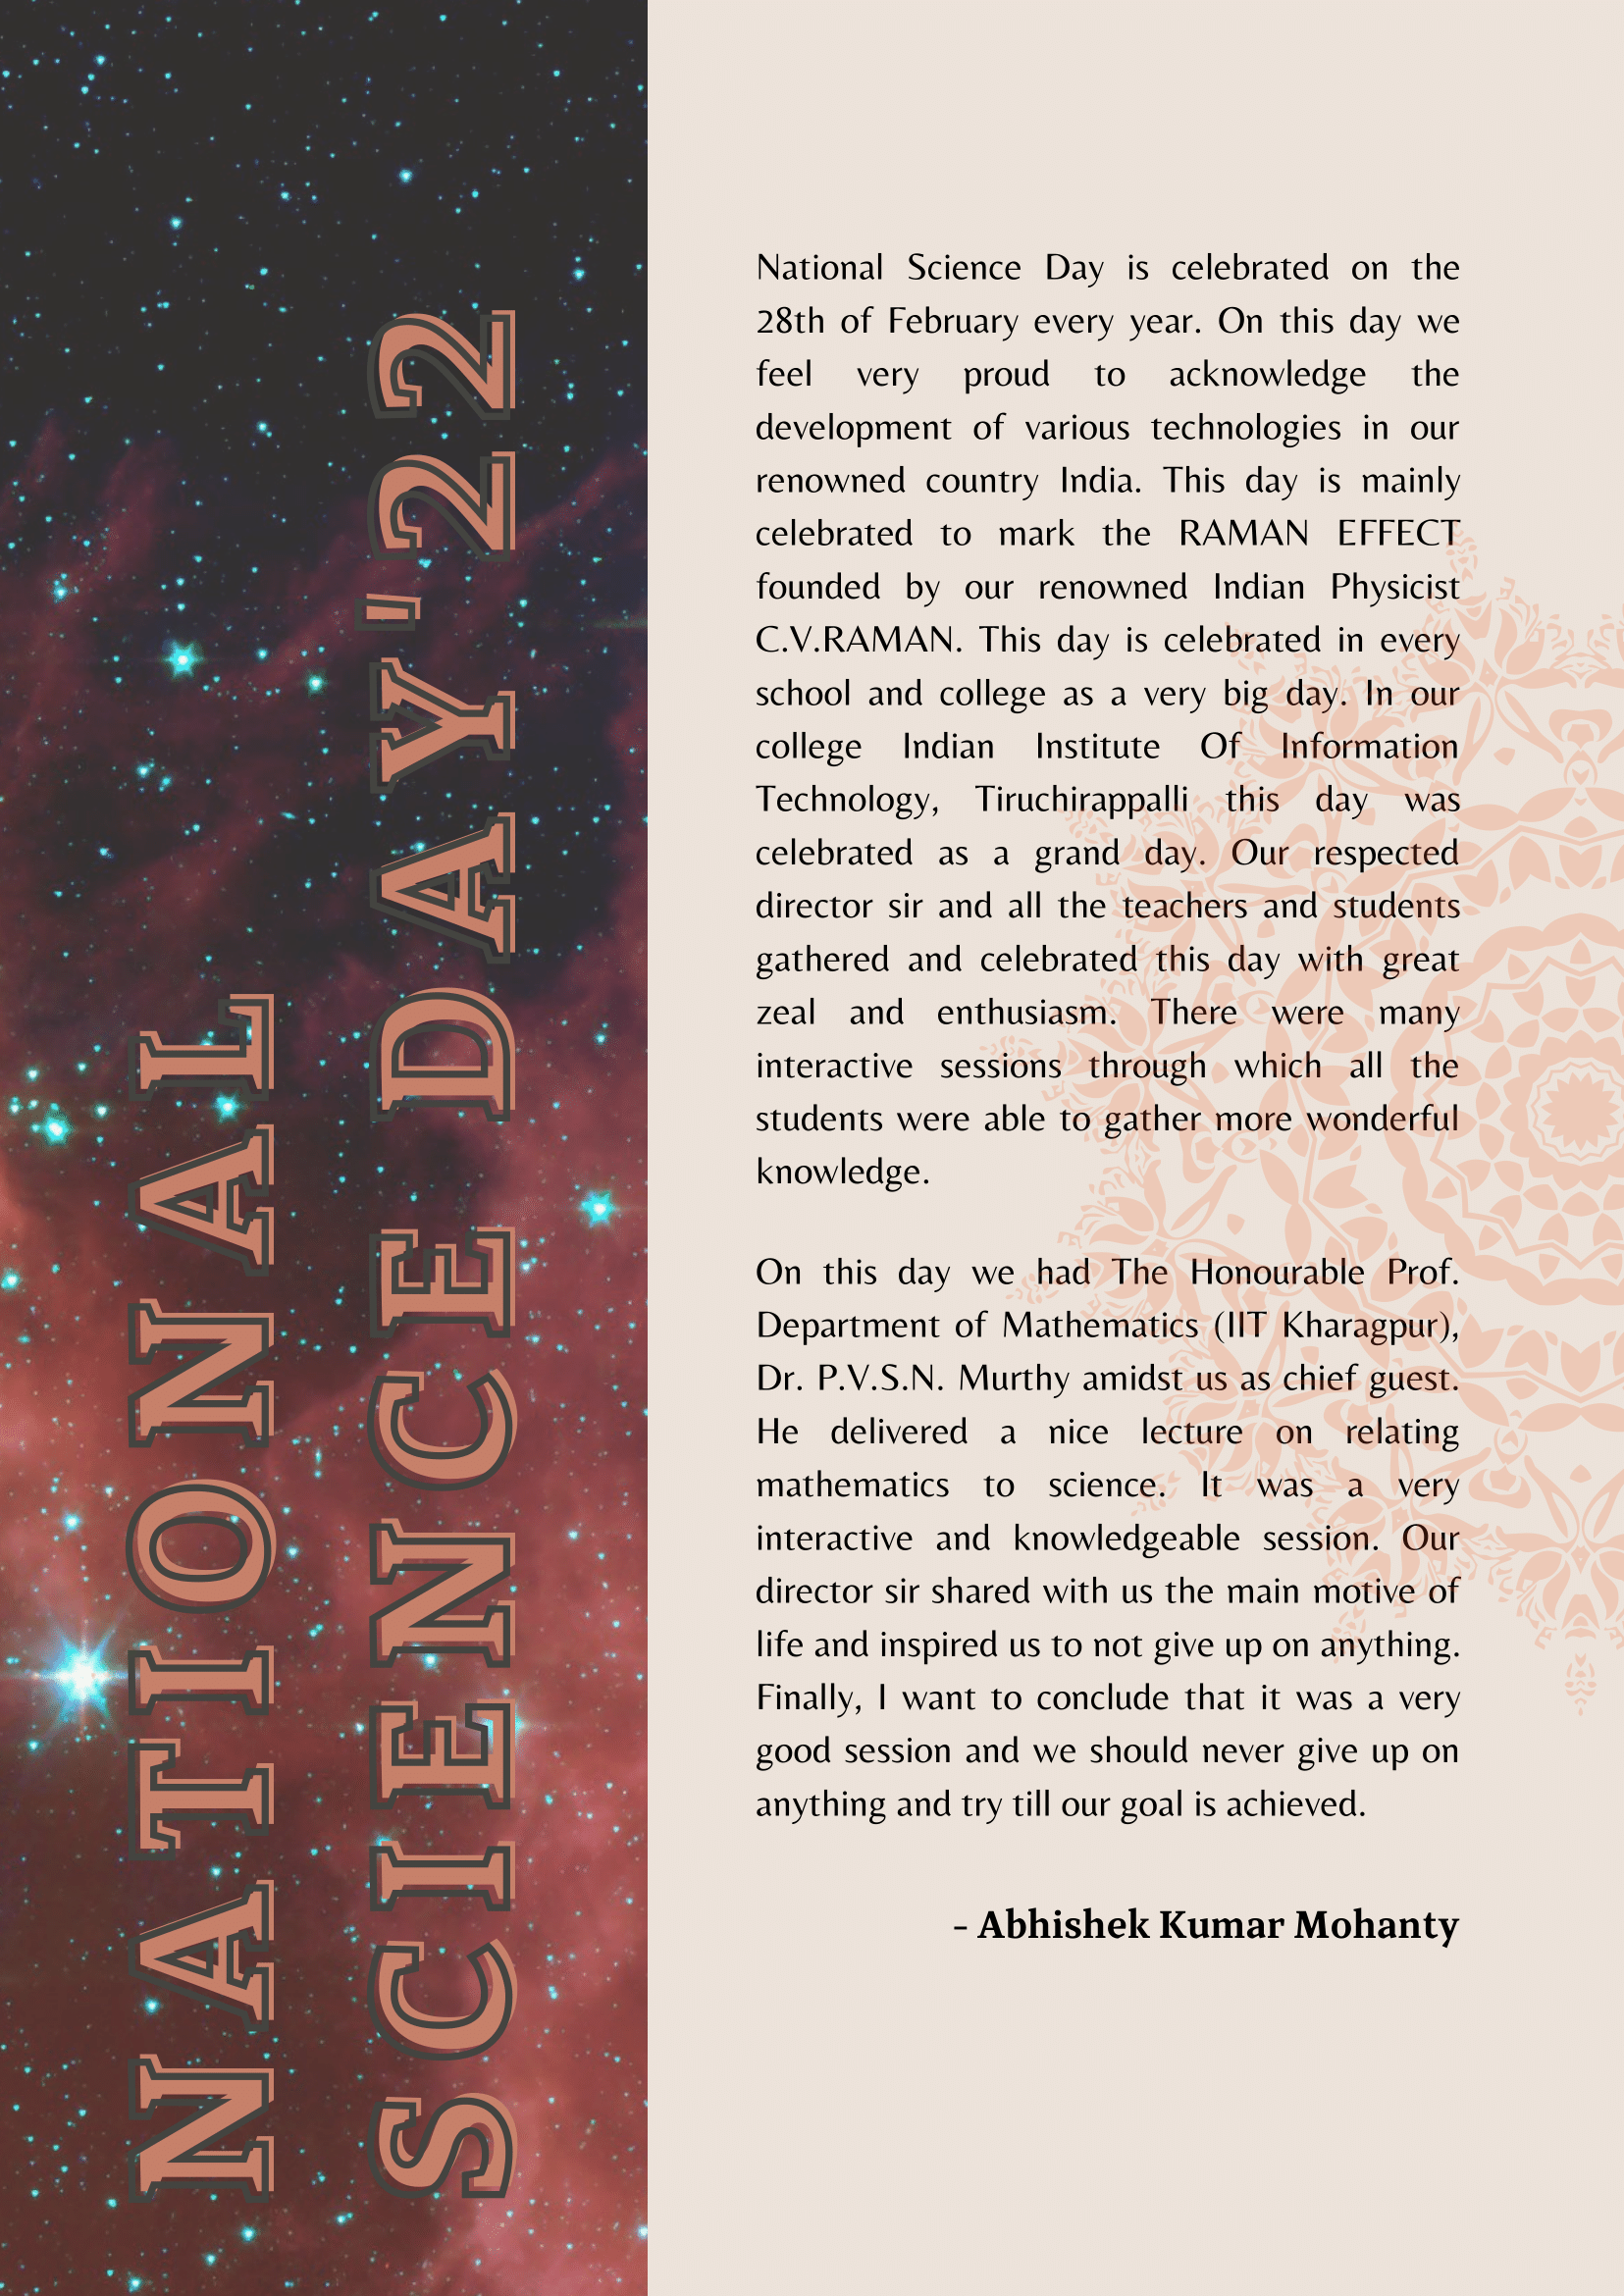 NATIONAL
SCIENCE DAY'22
National Science Day is celebrated on the
28th of February every year. On this day we
feel very proud to acknowledge the
development of various technologies in our
renowned country India. This day is mainly
celebrated to mark the RAMAN EFFECT
founded by our renowned Indian Physicist
C.V.RAMAN. This day is celebrated in every
school and college as a very big day. In our
college Indian Institute Of Information
Technology, Tiruchirappalli this day was
celebrated as a grand day. Our respected
director sir and all the teachers and students
gathered and celebrated this day with great
zeal and enthusiasm. There were many
interactive sessions through which all the
students were able to gather more wonderful
knowledge.
On this day we had The Honourable Prof.
Department of Mathematics (IIT Kharagpur),
Dr. P.V.S.N. Murthy amidst us as chief guest.
He delivered a nice lecture on relating
mathematics to science. It was a very
interactive and knowledgeable session. Our
director sir shared with us the main motive of
life and inspired us to not give up on anything.
Finally, I want to conclude that it was a very
good session and we should never give up on
anything and try till our goal is achieved.
- Abhishek Kumar Mohanty